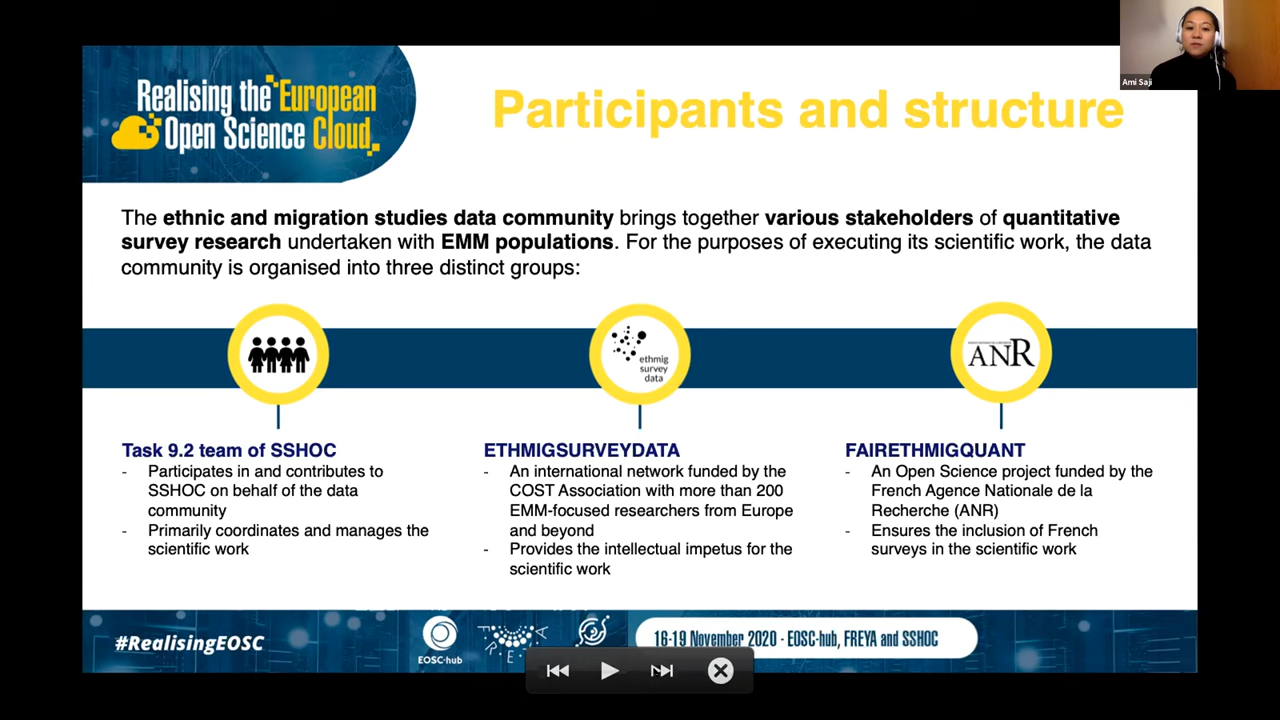 Ami Saji
Realising the European
Open Science Cloud
Participants and structure
The ethnic and migration studies data community brings together various stakeholders of quantitative
survey research undertaken with EMM populations. For the purposes of executing its scientific work, the data
community is organised into three distinct groups:
ethmig
survey
data
ANR
Task 9.2 team of SSHOC
- Participates in and contributes to
SSHOC on behalf of the data
community
- Primarily coordinates and manages the
scientific work
ETHMIGSURVEYDATA
- An international network funded by the
COST Association with more than 200
EMM-focused researchers from Europe
and beyond
- Provides the intellectual impetus for the
scientific work
FAIRETHMIGQUANT
- An Open Science project funded by the
French Agence Nationale de la
Recherche (ANR)
- Ensures the inclusion of French
surveys in the scientific work
#RealisingEOSC
EOSC-hub
FREYA
16-19 November 2020 - EOSC-hub, FREYA and SSHOC